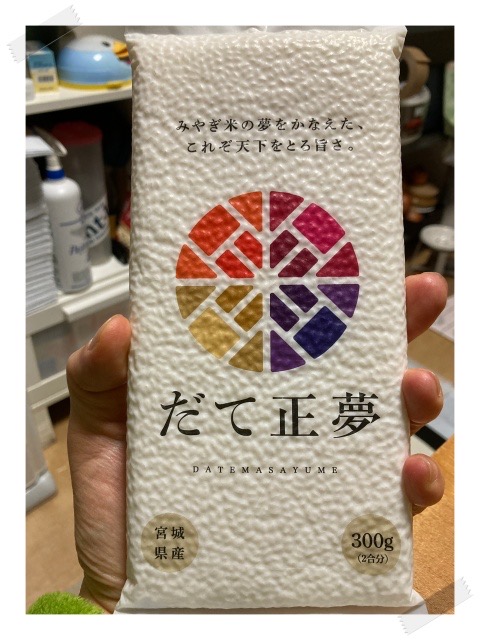 みやぎ米の夢をかなえた、
これぞ天下をとろ旨さ。
だて正夢
DATEMASAYUME
宮城
県産
300g
(2合分)